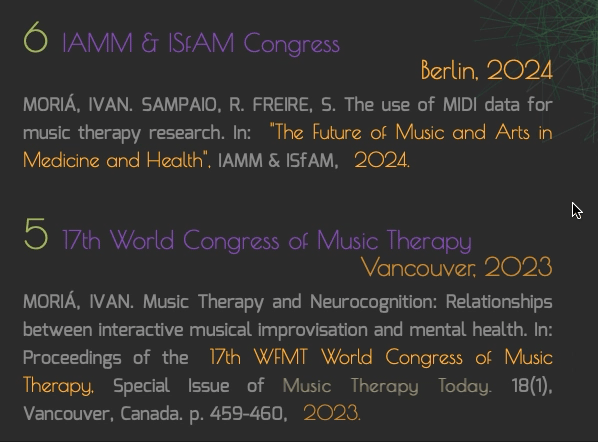 6 IAMM & ISfAM Congress
Berlin, 2024
MORIÁ, IVAN. SAMPAIO, R. FREIRE, S. The use of MIDI data for
music therapy research. In: "The Future of Music and Arts in
Medicine and Health", IAMM & ISfAM, 2024.
5 17th World Congress of Music Therapy
Vancouver, 2023
MORIÁ, IVAN. Music Therapy and Neurocognition: Relationships
between interactive musical improvisation and mental health. In:
Proceedings of the 17th WFMT World Congress of Music
Therapy, Special Issue of Music Therapy Today. 18(1),
Vancouver, Canada. p. 459-460, 2023.